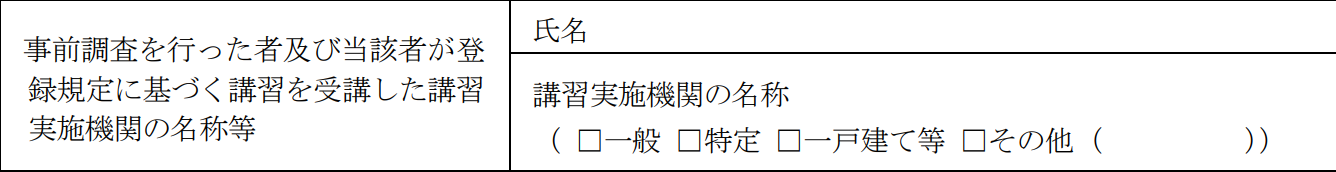 事前調査を行った者及び当該者が登
録規定に基づく講習を受講した講習
実施機関の名称等
氏名
講習実施機関の名称
（ □一般 □特定 □一戸建て等 □その他（　　　　　））